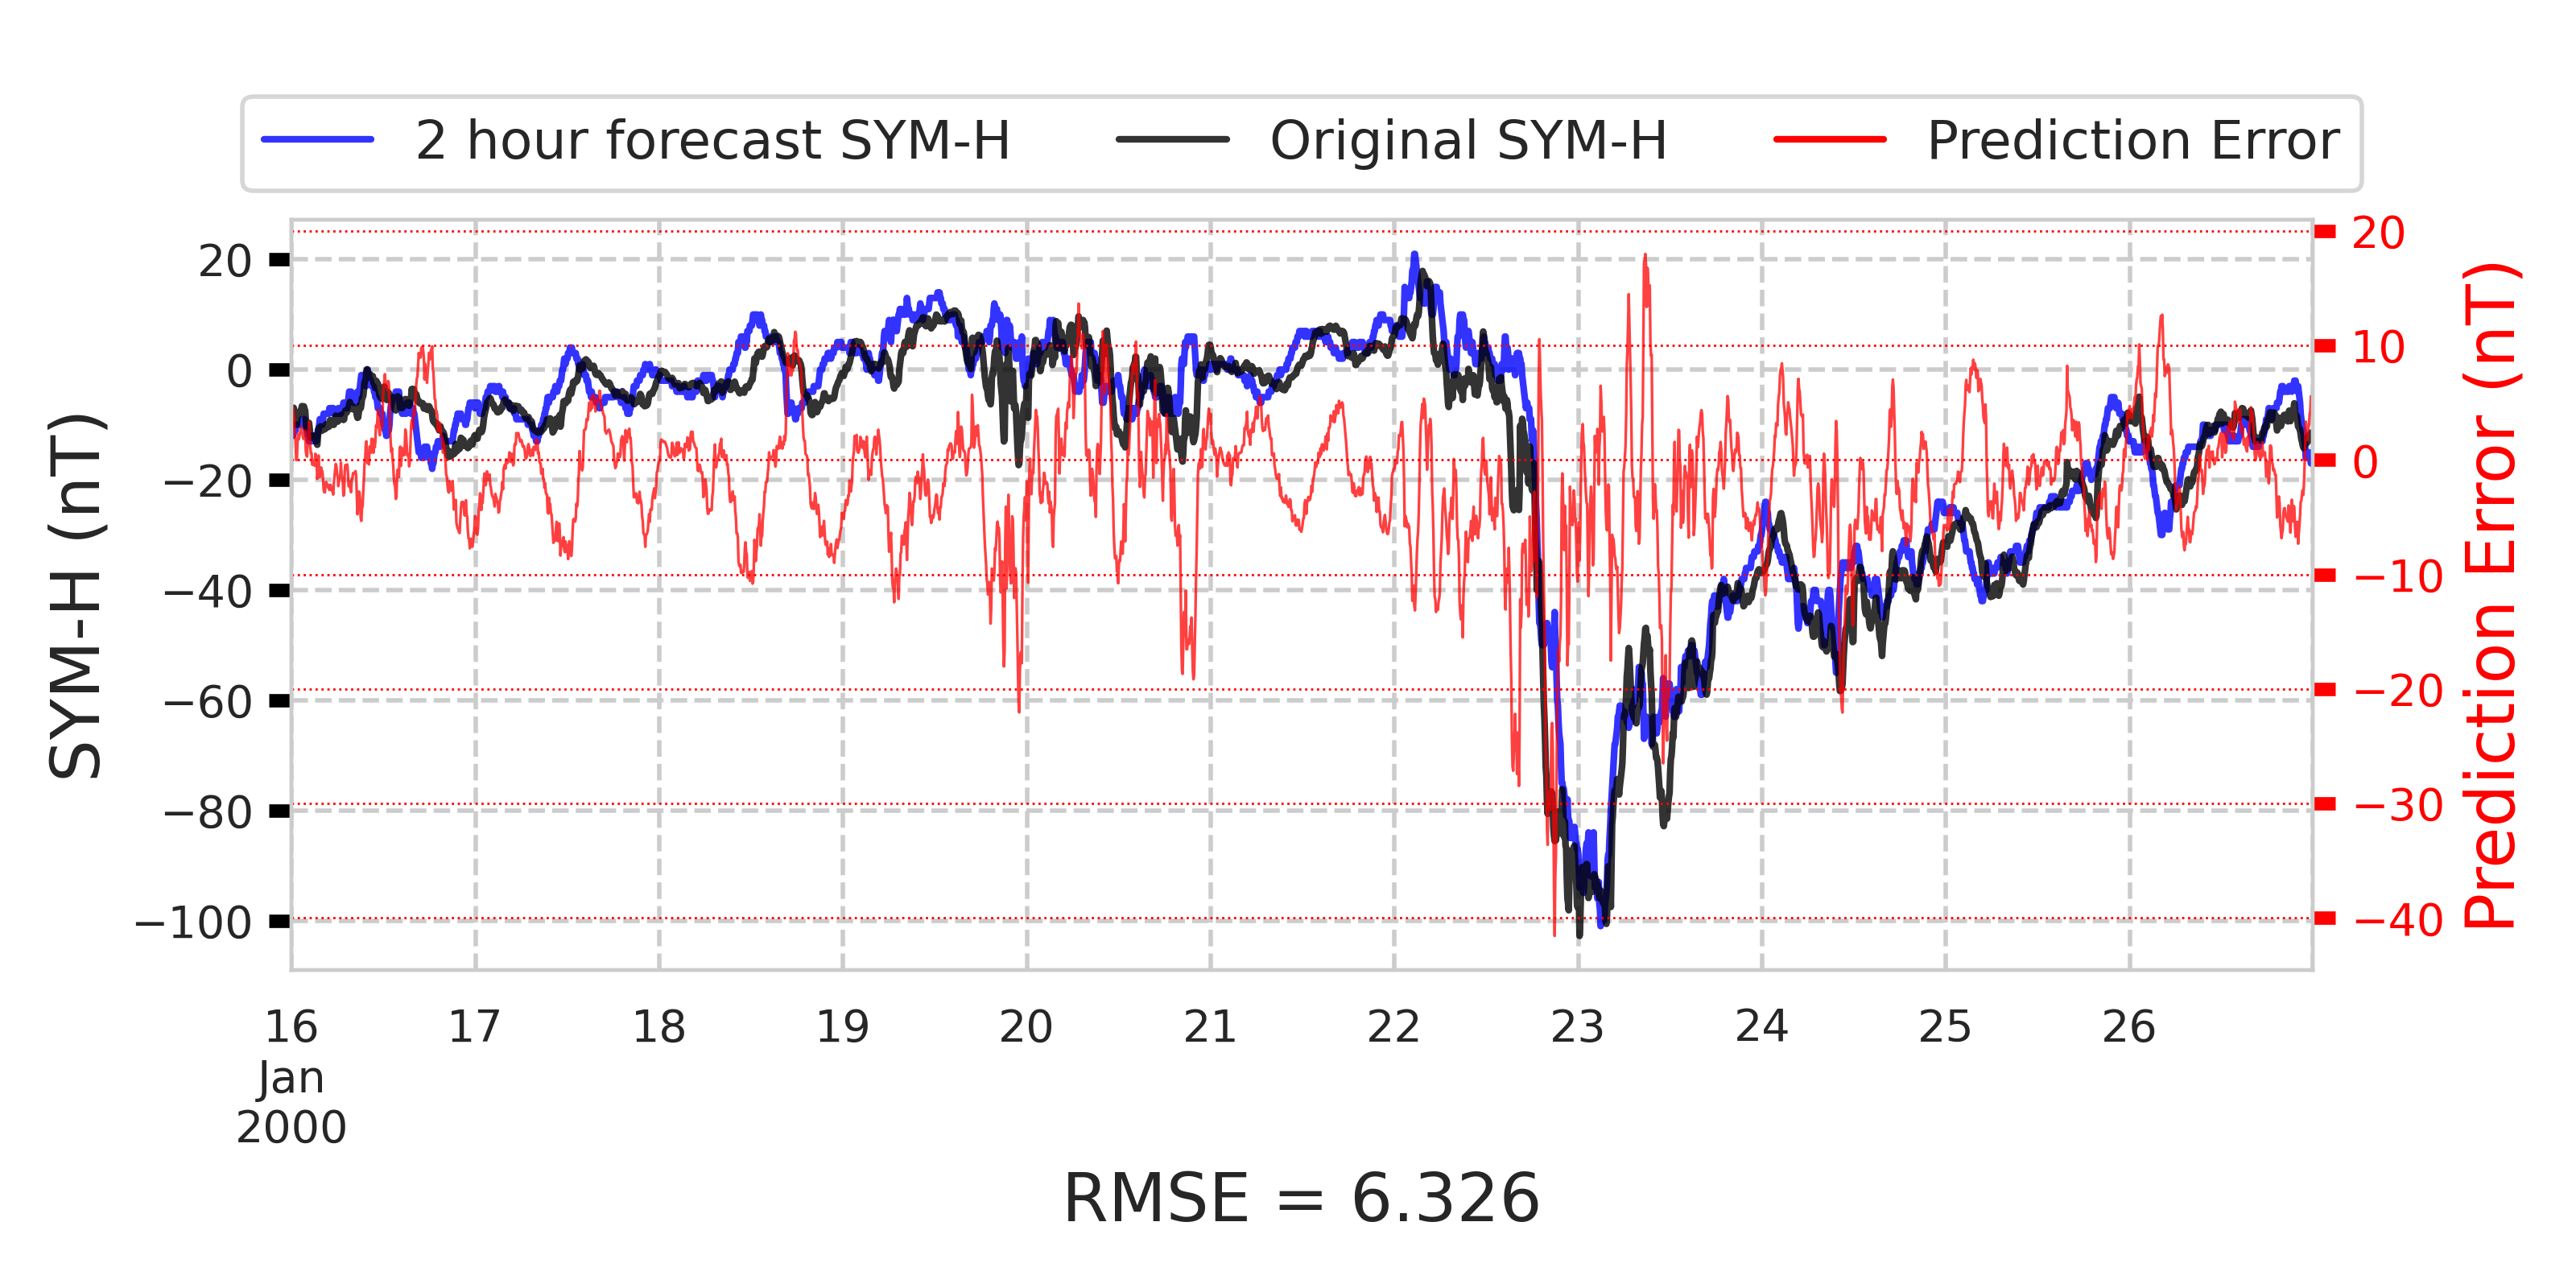 2 hour forecast SYM-H Original SYM-H Prediction Error
SYM-H (nT)
20
0
−20
−40
−60
−80
−100
20
10
0
−10
−20
−30
−40
Prediction Error (nT)
16 17 18 19 20 21 22 23 24 25 26
Jan
2000
RMSE = 6.326